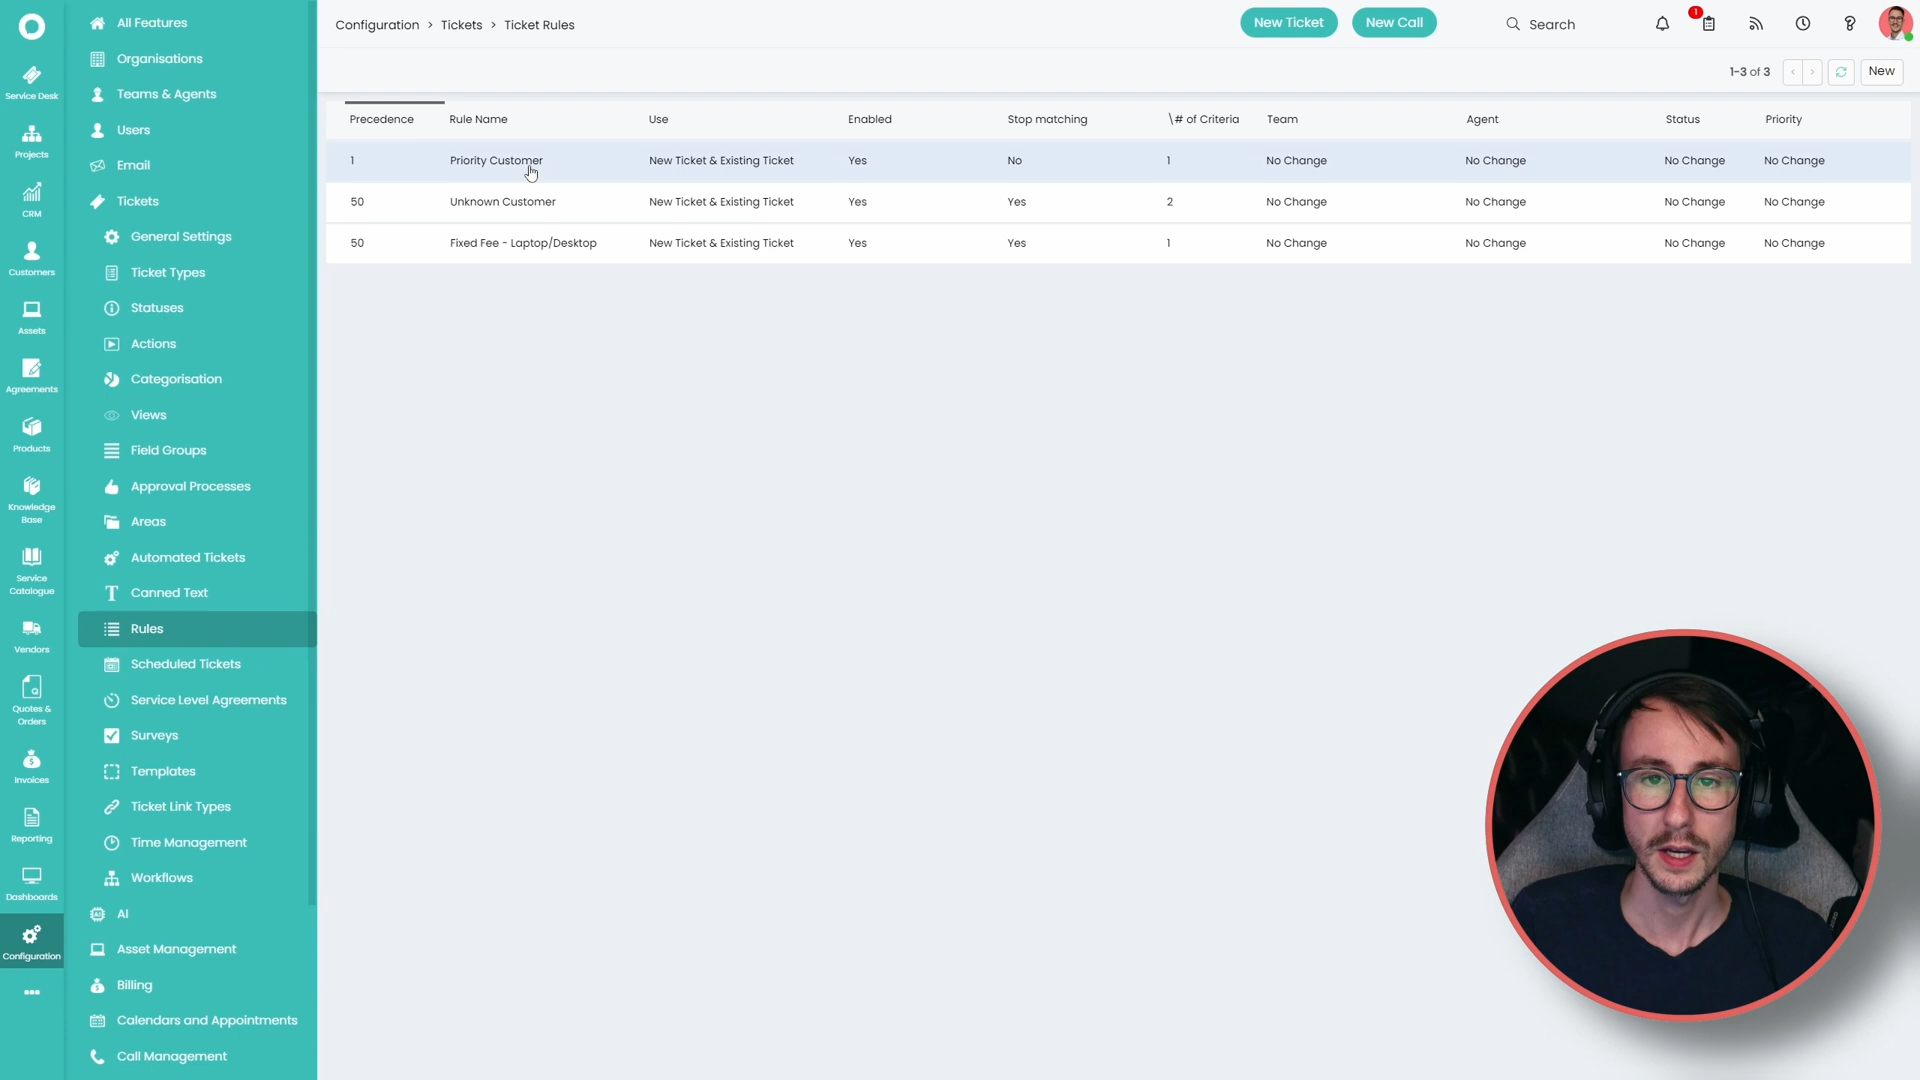 Configuration > Tickets > Ticket Rules
New Ticket
New Call
Search
1
1-3 of 3
New
Service Desk
Projects
CRM
Customers
Assets
Agreements
Products
Knowledge
Base
Service
Catalogue
Vendors
Quotes &
Orders
Invoices
Reporting
Dashboards
Configuration
All Features
Organisations
Teams & Agents
Users
Email
Tickets
General Settings
Ticket Types
Statuses
Actions
Categorisation
Views
Field Groups
Approval Processes
Areas
Automated Tickets
Canned Text
Rules
Scheduled Tickets
Service Level Agreements
Surveys
Templates
Ticket Link Types
Time Management
Workflows
AI
Asset Management
Billing
Calendars and Appointments
Call Management
Precedence Rule Name Use Enabled Stop matching \# of Criteria Team Agent Status Priority
1 Priority Customer New Ticket & Existing Ticket Yes No 1 No Change No Change No Change No Change
50 Unknown Customer New Ticket & Existing Ticket Yes Yes 2 No Change No Change No Change No Change
50 Fixed Fee - Laptop/Desktop New Ticket & Existing Ticket Yes Yes 1 No Change No Change No Change No Change